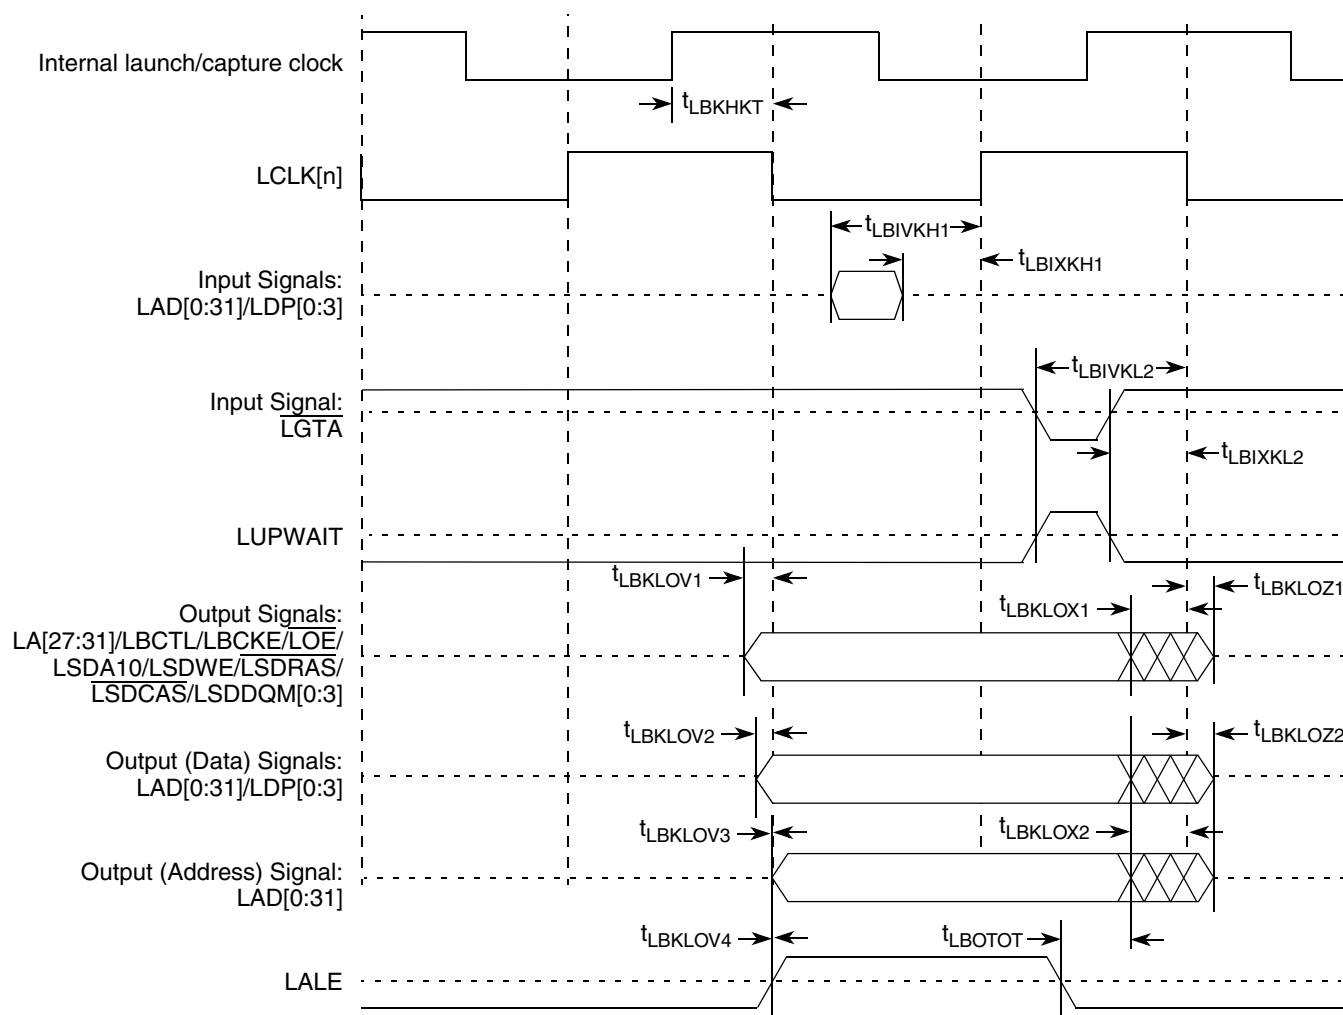 Internal launch/capture clock
tLBKHKT
LCLK[n]
tLBIVKH1
tLBIXKH1
Input Signals:
LAD[0:31]/LDP[0:3]
tLBIVKL2
Input Signal:
LGTA
tLBIXKL2
LUPWAIT
tLBKLOV1
tLBKLOZ1
tLBKLOX1
Output Signals:
LA[27:31]/LBCTL/LBCKE/LOE/
LSDA10/LSDWE/LSDRAS/
LSDCAS/LSDDQM[0:3]
tLBKLOV2
tLBKLOZ2
Output (Data) Signals:
LAD[0:31]/LDP[0:3]
tLBKLOV3
tLBKLOX2
Output (Address) Signal:
LAD[0:31]
tLBKLOV4
tLBOTOT
LALE